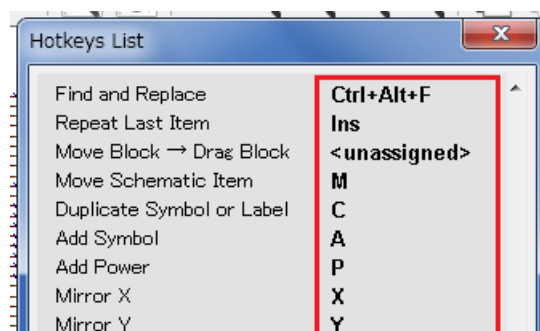 Hotkeys List
Find and Replace Ctrl+Alt+F
Repeat Last Item Ins
Move Block → Drag Block <unassigned>
Move Schematic Item M
Duplicate Symbol or Label C
Add Symbol A
Add Power P
Mirror X X
Mirror Y Y